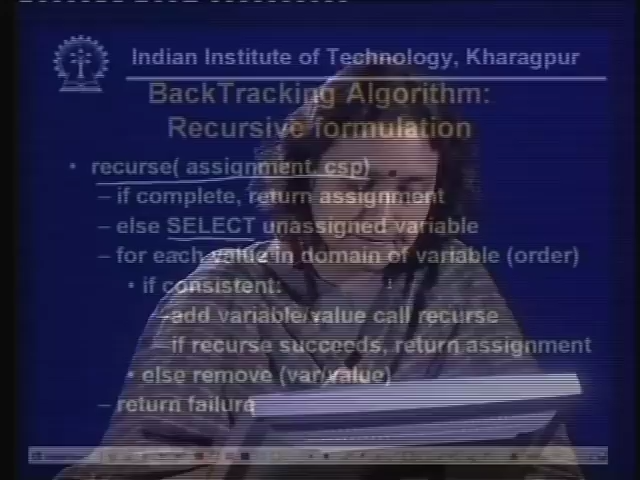 Indian Institute of Technology, Kharagpur
BackTracking Algorithm:
Recursive formulation
• recurse( assignment, csp)
– if complete, return assignment
– else SELECT unassigned variable
– for each value in domain of variable (order)
• if consistent:
–add variable/value call recurse
– if recurse succeeds, return assignment
• else remove (var/value)
– return failure